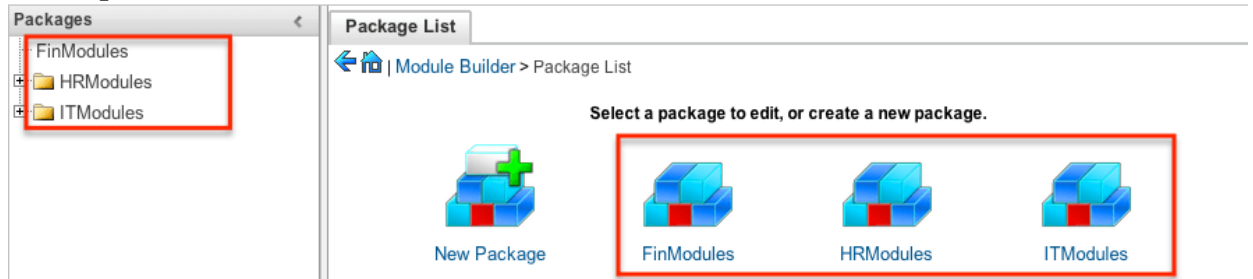 Packages
FinModules
HRModules
ITModules
Package List
| Module Builder > Package List
Select a package to edit, or create a new package.
New Package
FinModules
HRModules
ITModules